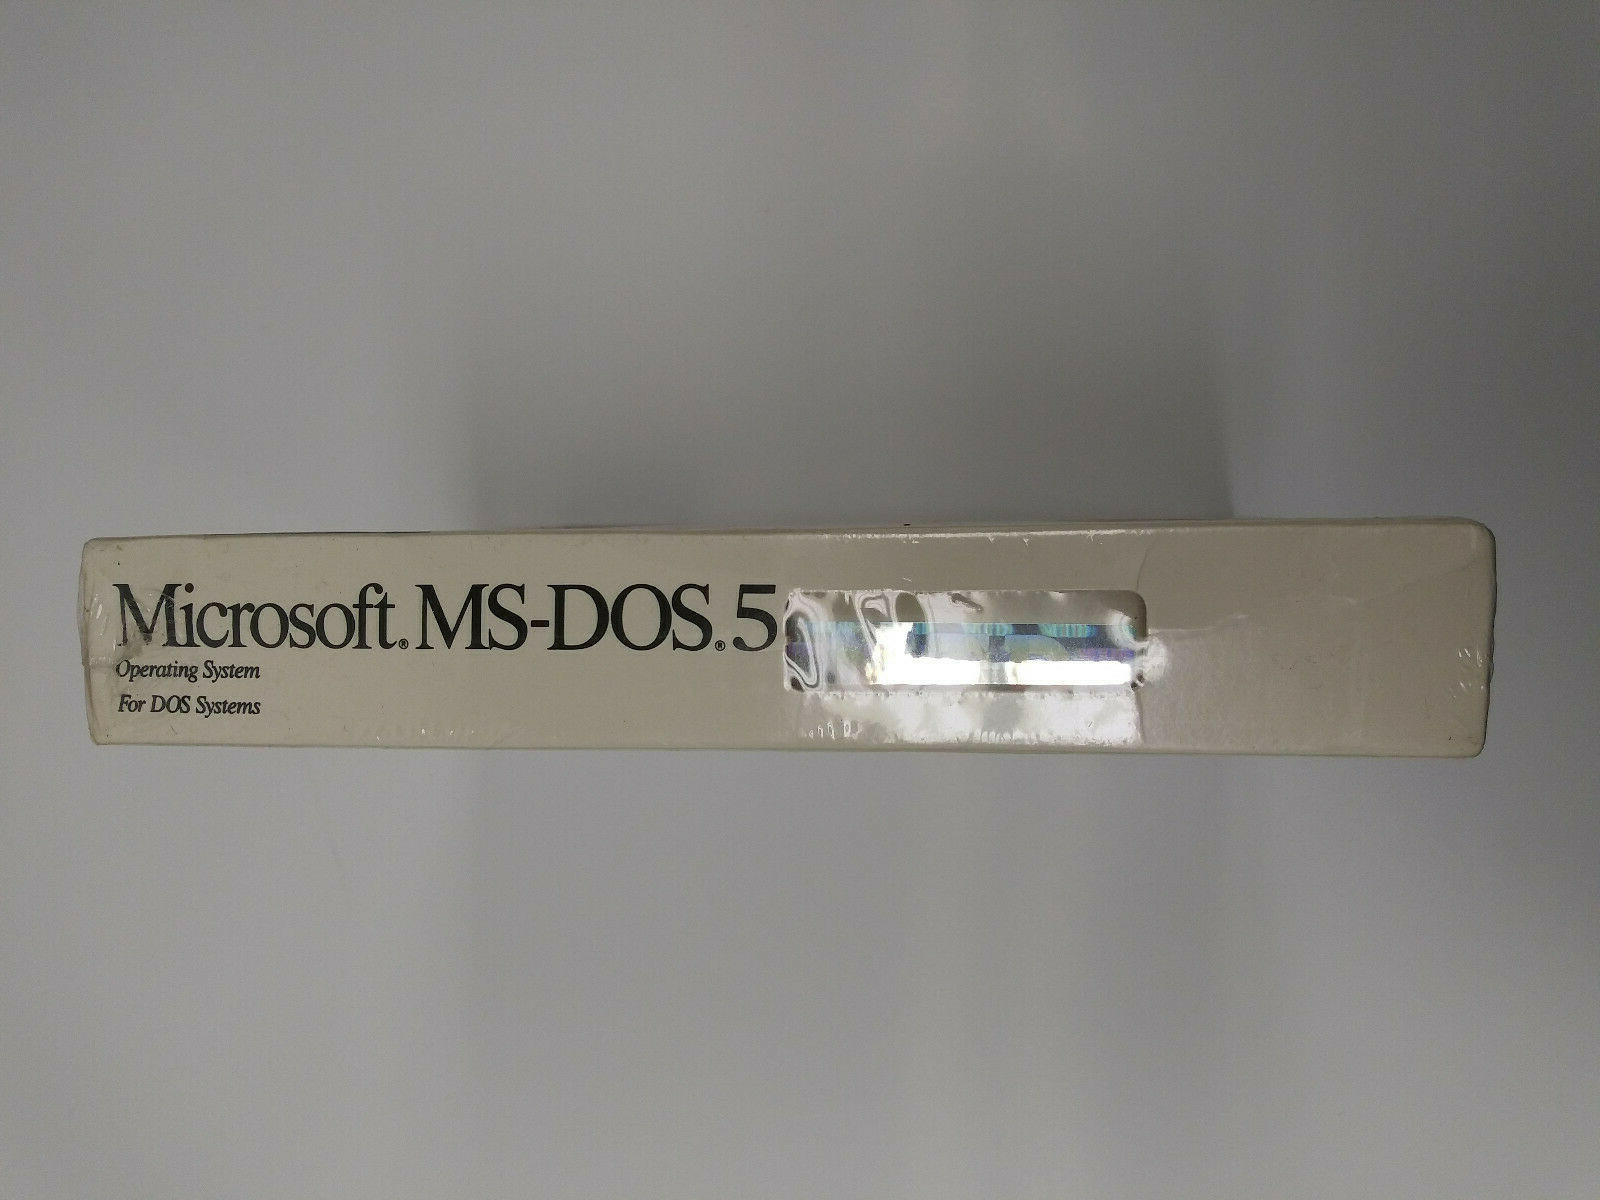 Microsoft® MS-DOS® 5
Operating System
For DOS Systems